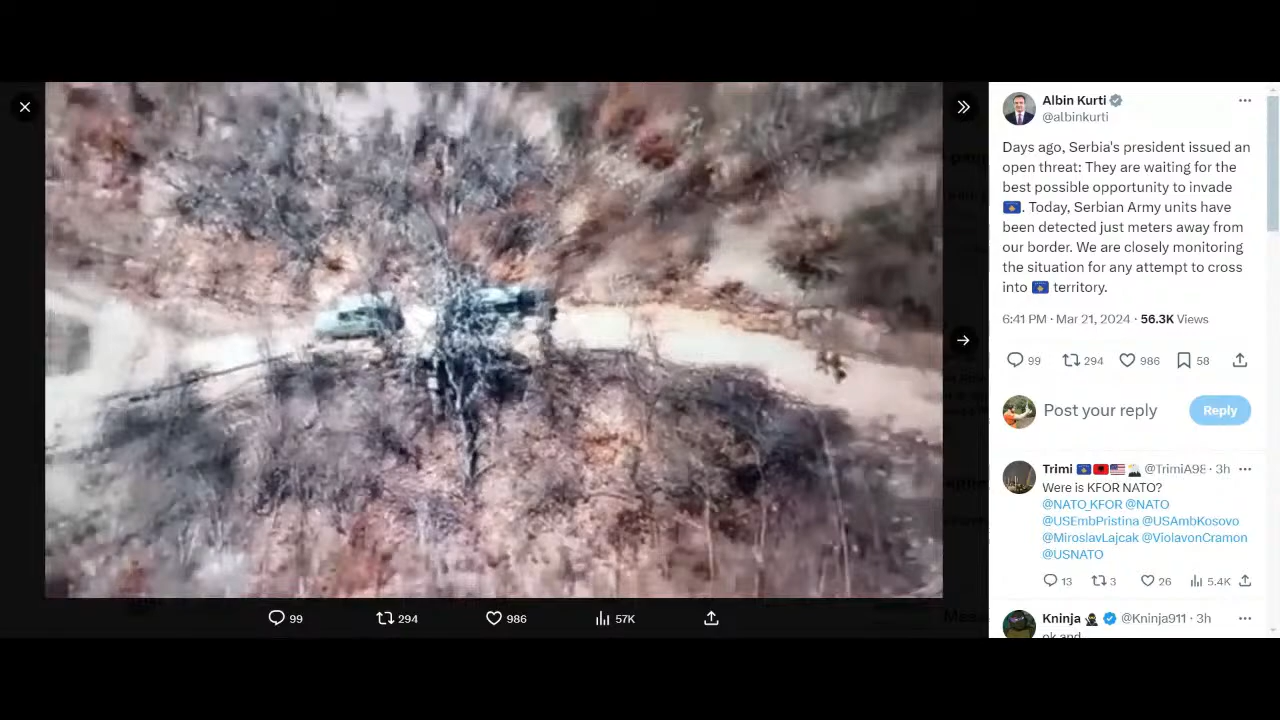 Albin Kurti
@albinkurti
Days ago, Serbia's president issued an
open threat: They are waiting for the
best possible opportunity to invade
🇽🇰. Today, Serbian Army units have
been detected just meters away from
our border. We are closely monitoring
the situation for any attempt to cross
into 🇽🇰 territory.
6:41 PM · Mar 21, 2024 · 56.3K Views
99 294 986 58
Post your reply Reply
Trimi 🇽🇰🇦🇱🇺🇸 @TrimiA98 · 3h
Were is KFOR NATO?
@NATO_KFOR @NATO
@USEmbPristina @USAmbKosovo
@MiroslavLajcak @ViolavonCramon
@USNATO
13 3 26 5.4K
Kninja @Kninja911 · 3h
ok and
99 294 986 57K